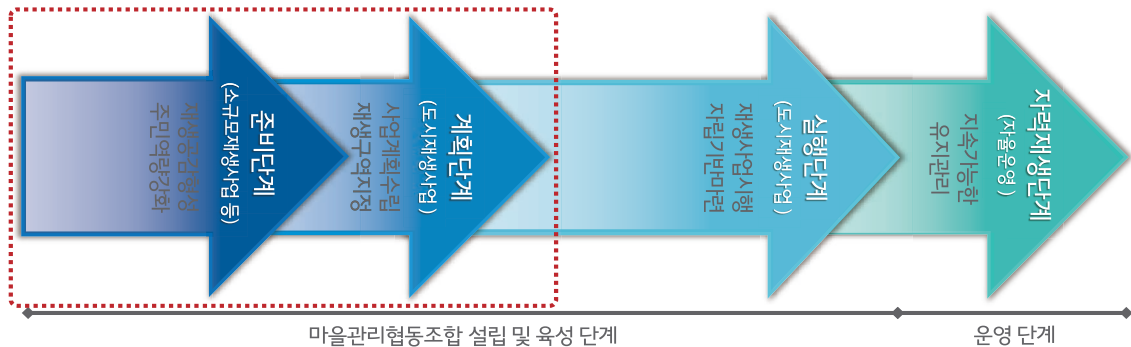 준비단계
(소규모재생사업 등)
재생공감형성
주민역량강화
계획단계
(도시재생사업)
사업계획수립
재생구역지정
실행단계
(도시재생사업)
재생사업시행
자립기반마련
자력재생단계
(자율운영 )
지속가능한
유지관리
마을관리협동조합 설립 및 육성 단계
운영 단계